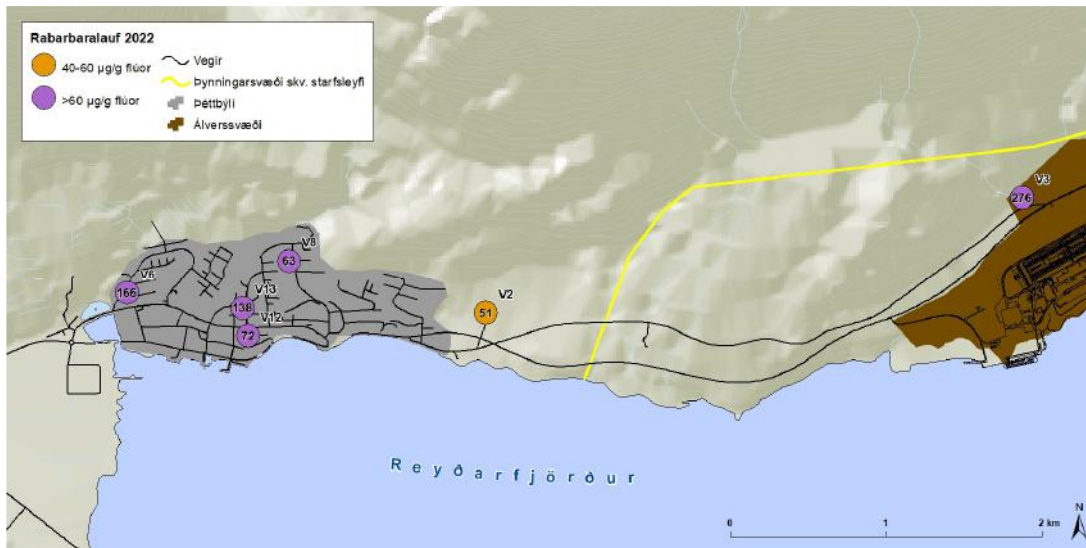 Rabarbaralauf 2022
40-60 µg/g flúor
>60 µg/g flúor
Vegir
Þynningarsvæði skv. starfsleyfi
Þéttbýli
Álverssvæði
V3
276
V8
63
V6
166
V13
138
V12
72
V2
51
Reyðarfjörður
N
0 1 2 km